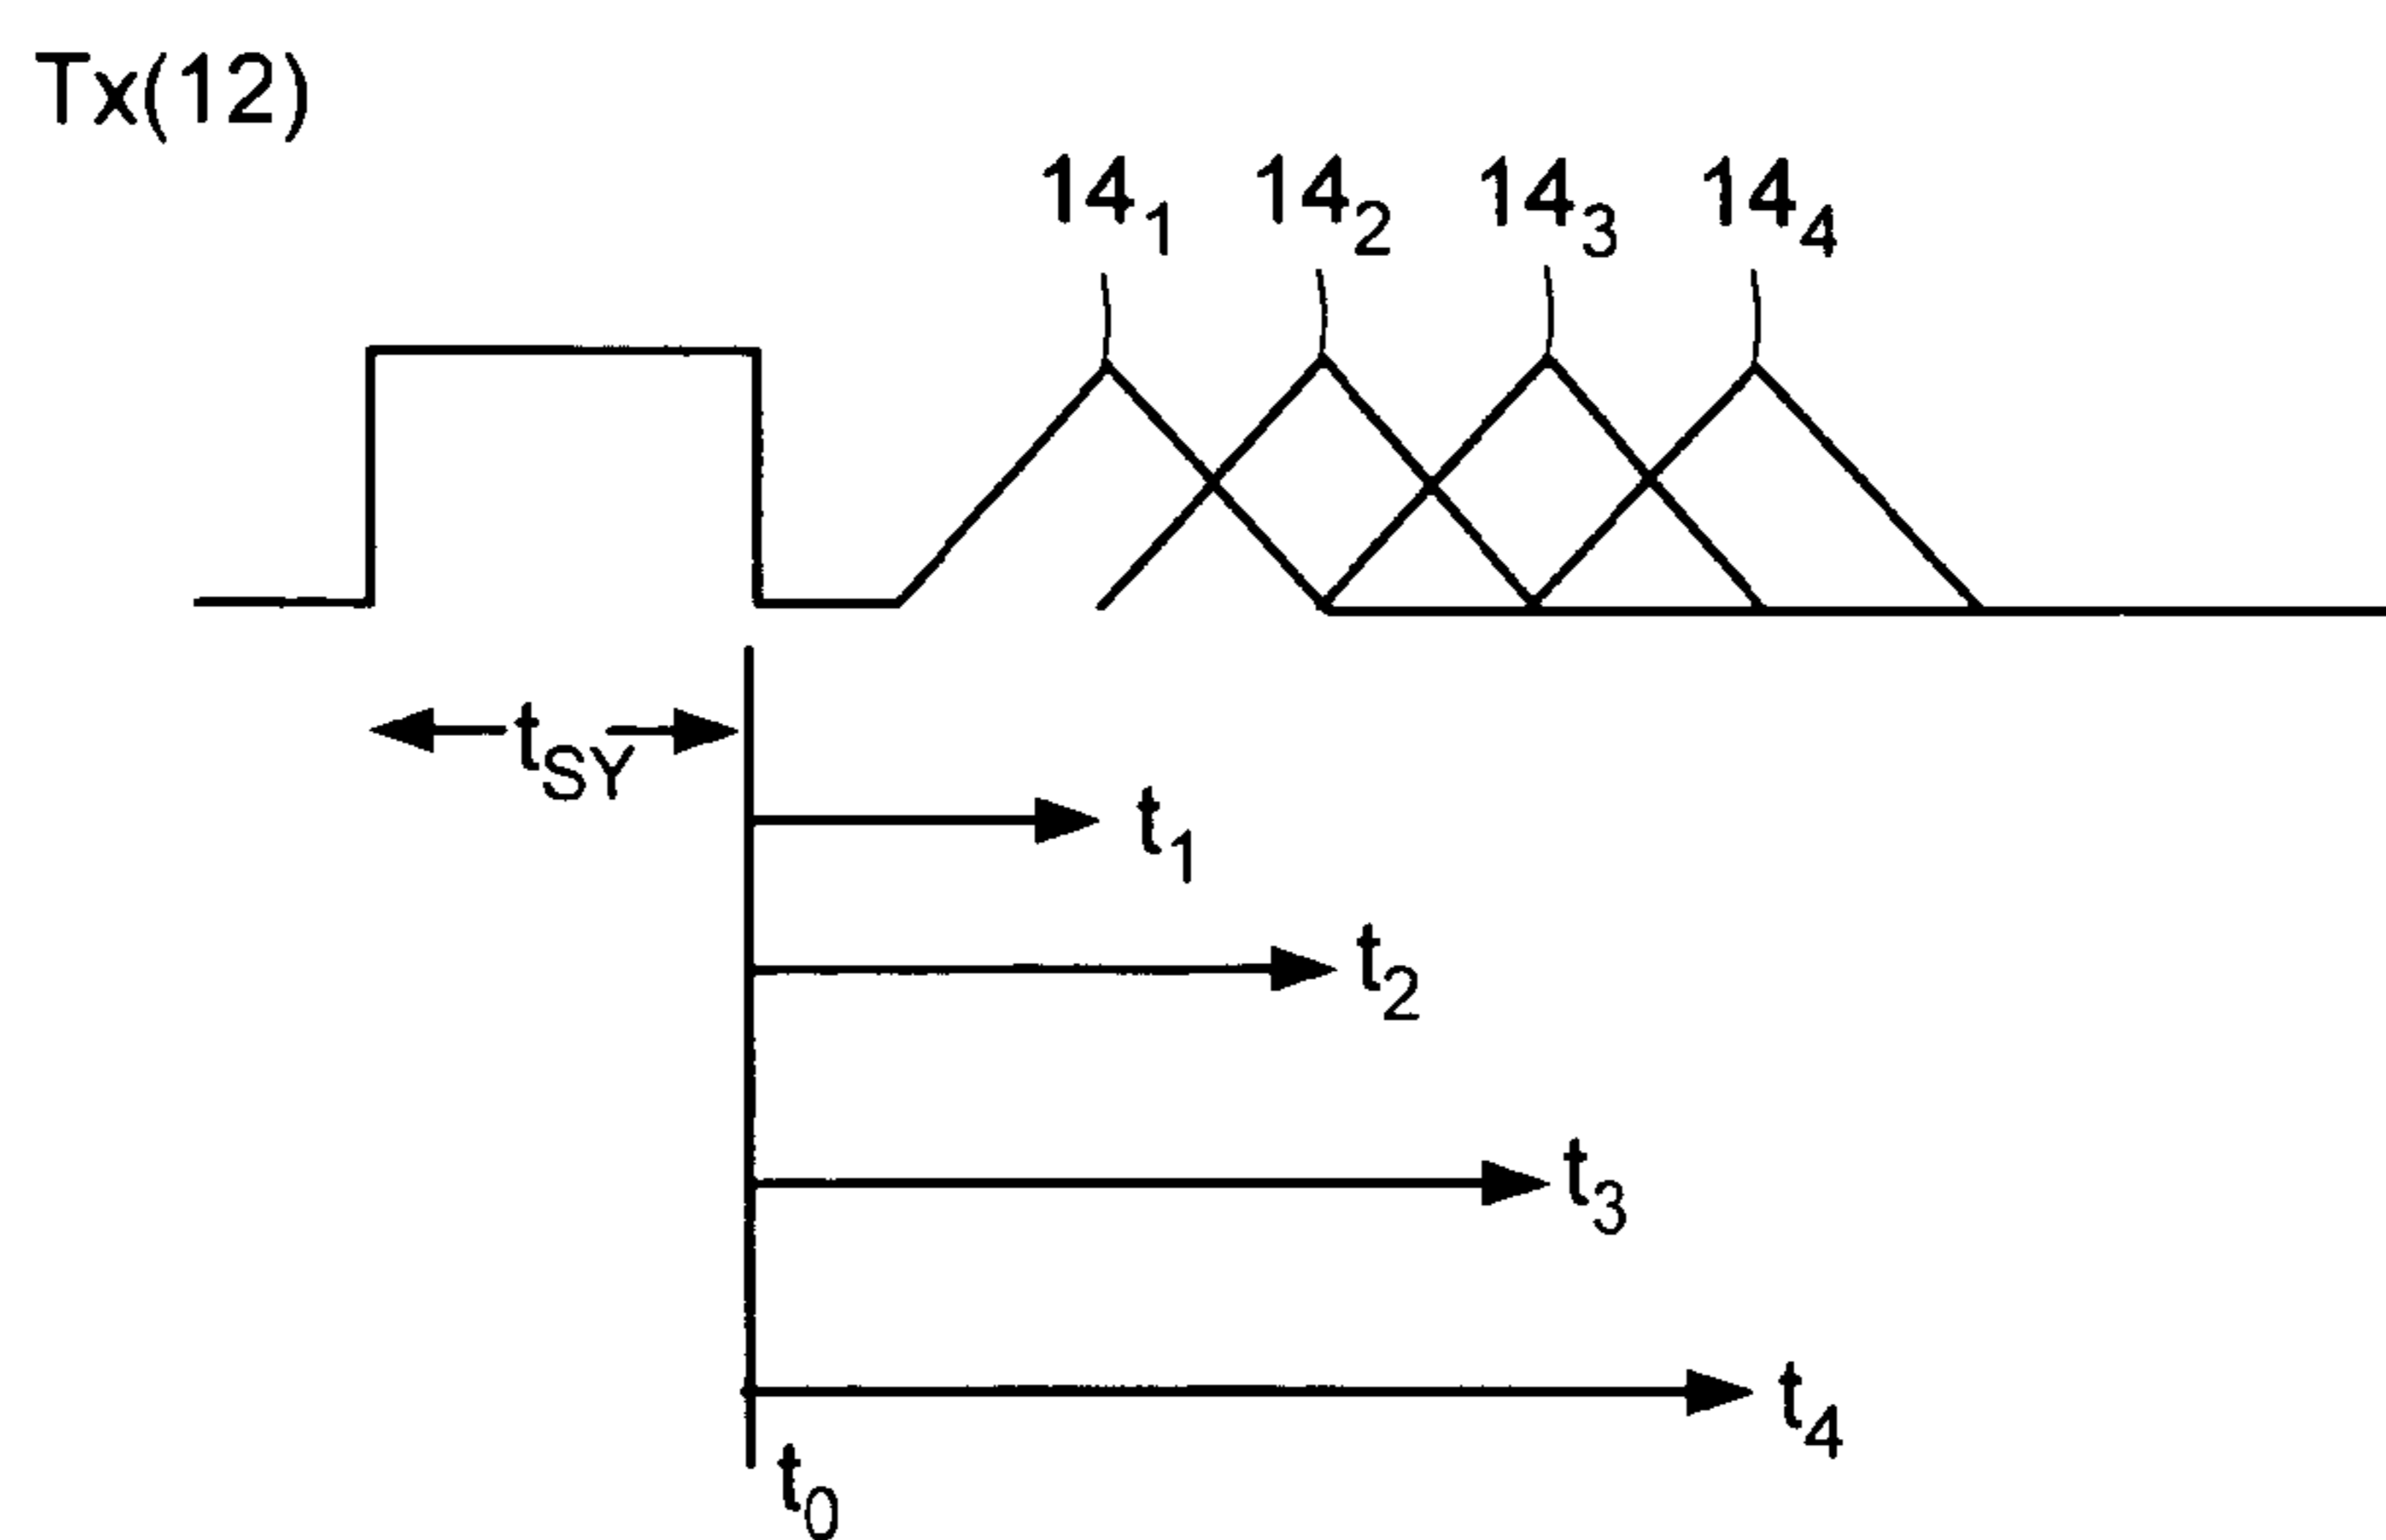 Tx(12)
14₁ 14₂ 14₃ 14₄
t_SY
t₁
t₂
t₃
t₄
t₀